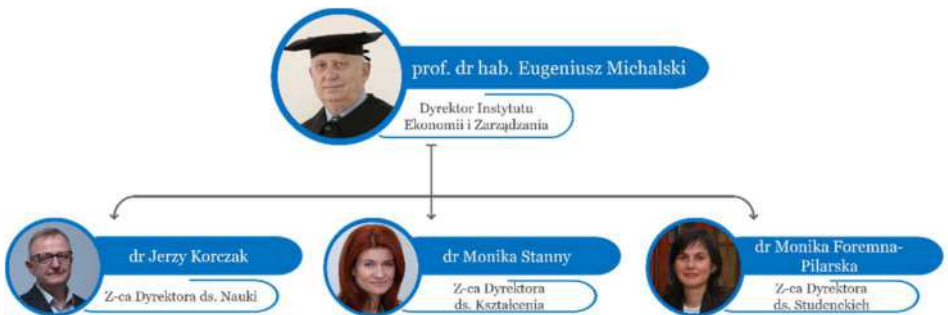 prof. dr hab. Eugeniusz Michalski
Dyrektor Instytutu
Ekonomii i Zarządzania
dr Jerzy Korczak
Z-ca Dyrektora ds. Nauki
dr Monika Stanny
Z-ca Dyrektora
ds. Kształcenia
dr Monika Foremna-
Pilarska
Z-ca Dyrektora
ds. Studenckich